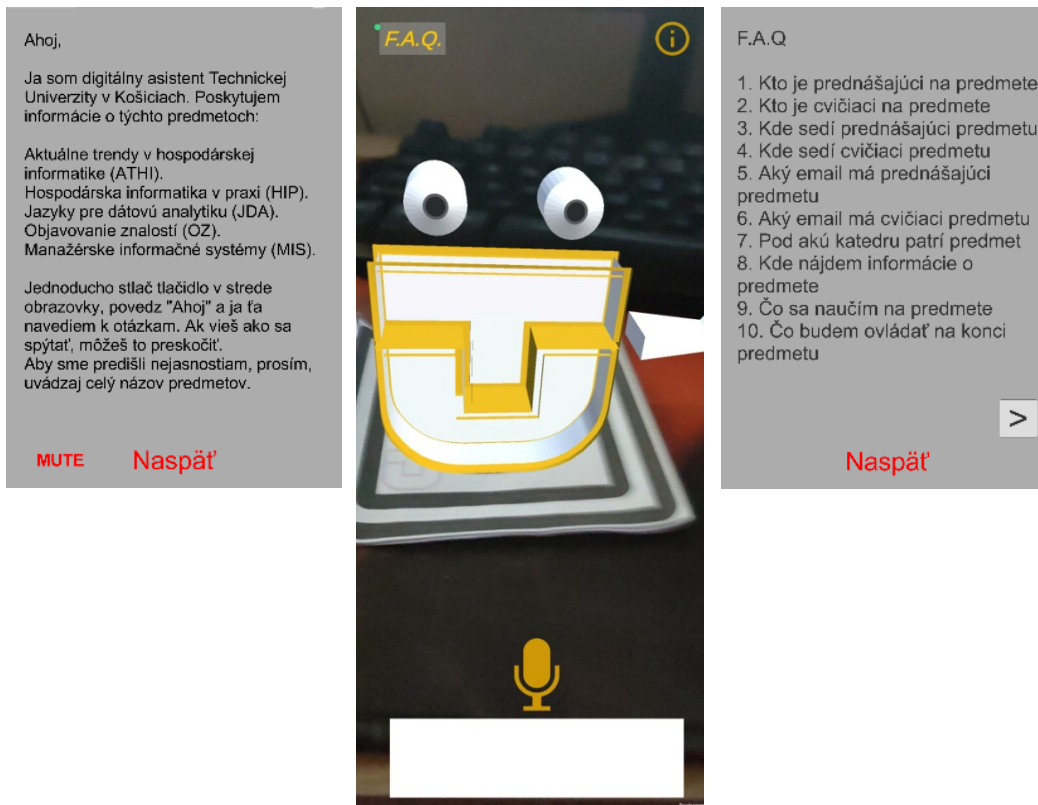 Ahoj,
Ja som digitálny asistent Technickej
Univerzity v Košiciach. Poskytujem
informácie o týchto predmetoch:
Aktuálne trendy v hospodárskej
informatike (ATHI).
Hospodárska informatika v praxi (HIP).
Jazyky pre dátovú analytiku (JDA).
Objavovanie znalostí (OZ).
Manažérske informačné systémy (MIS).
Jednoducho stlač tlačidlo v strede
obrazovky, povedz "Ahoj" a ja ťa
navediem k otázkam. Ak vieš ako sa
spýtať, môžeš to preskočiť.
Aby sme predišli nejasnostiam, prosím,
uvádzaj celý názov predmetov.
MUTE Naspäť
F.A.Q.
F.A.Q
1. Kto je prednášajúci na predmete
2. Kto je cvičiaci na predmete
3. Kde sedí prednášajúci predmetu
4. Kde sedí cvičiaci predmetu
5. Aký email má prednášajúci
predmetu
6. Aký email má cvičiaci predmetu
7. Pod akú katedru patrí predmet
8. Kde nájdem informácie o
predmete
9. Čo sa naučím na predmete
10. Čo budem ovládať na konci
predmetu
>
Naspäť